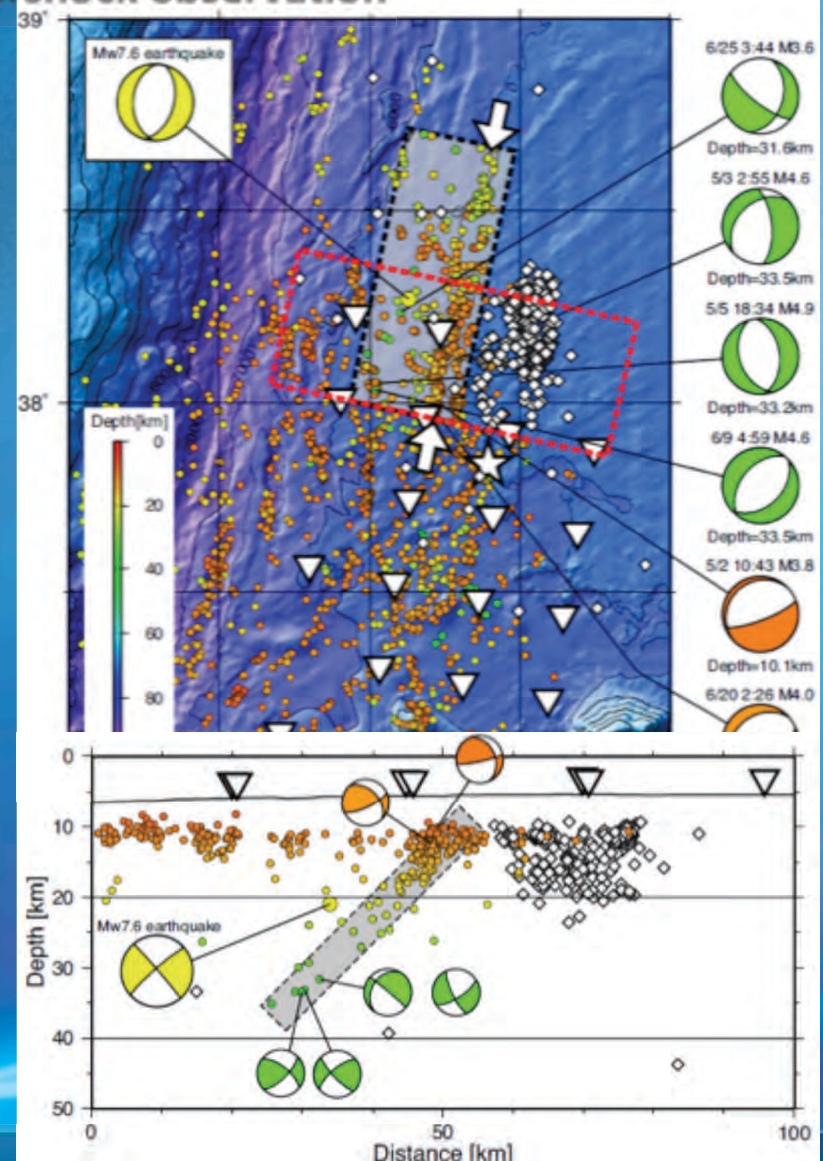 39°
Mw7.6 earthquake
6/25 3:44 M3.6
Depth=31.6km
5/3 2:55 M4.6
Depth=33.5km
5/5 18:34 M4.9
38°
Depth=33.2km
Depth[km]
6/9 4:59 M4.6
0
20
Depth=33.5km
40
5/2 10:43 M3.8
60
Depth=10.1km
80
6/20 2:26 M4.0
0
10
20
Mw7.6 earthquake
30
40
50
Depth [km]
0
50
100
Distance [km]